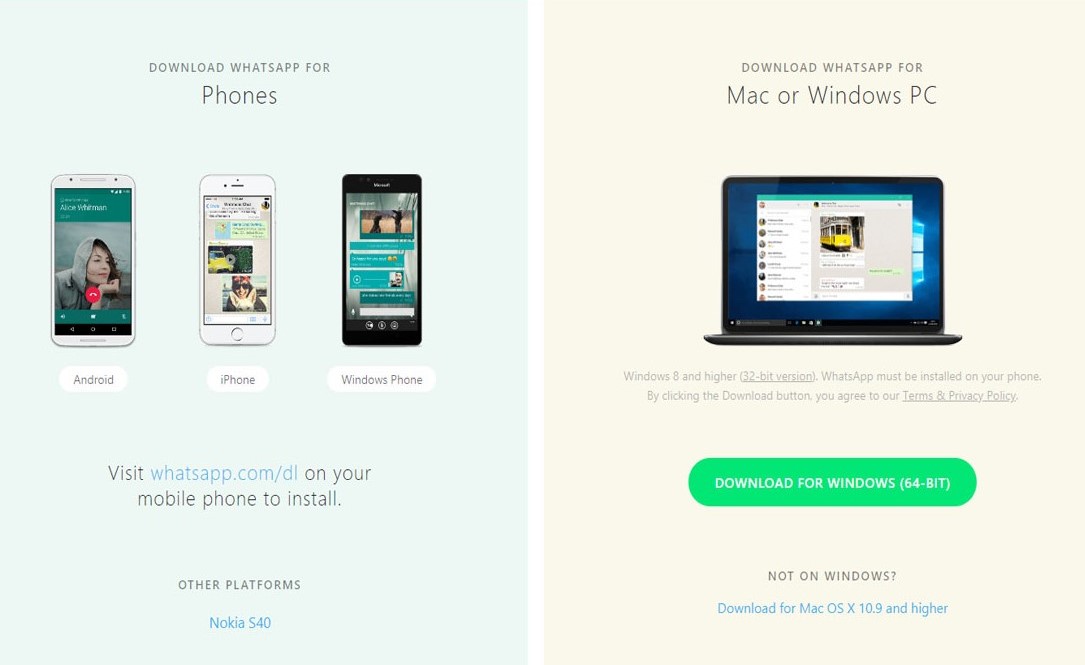 DOWNLOAD WHATSAPP FOR
Phones
Alice Whitman
Microsoft
Android
iPhone
Windows Phone
Visit whatsapp.com/dl on your
mobile phone to install.
OTHER PLATFORMS
Nokia S40
DOWNLOAD WHATSAPP FOR
Mac or Windows PC
Windows 8 and higher (32-bit version). WhatsApp must be installed on your phone.
By clicking the Download button, you agree to our Terms & Privacy Policy.
DOWNLOAD FOR WINDOWS (64-BIT)
NOT ON WINDOWS?
Download for Mac OS X 10.9 and higher